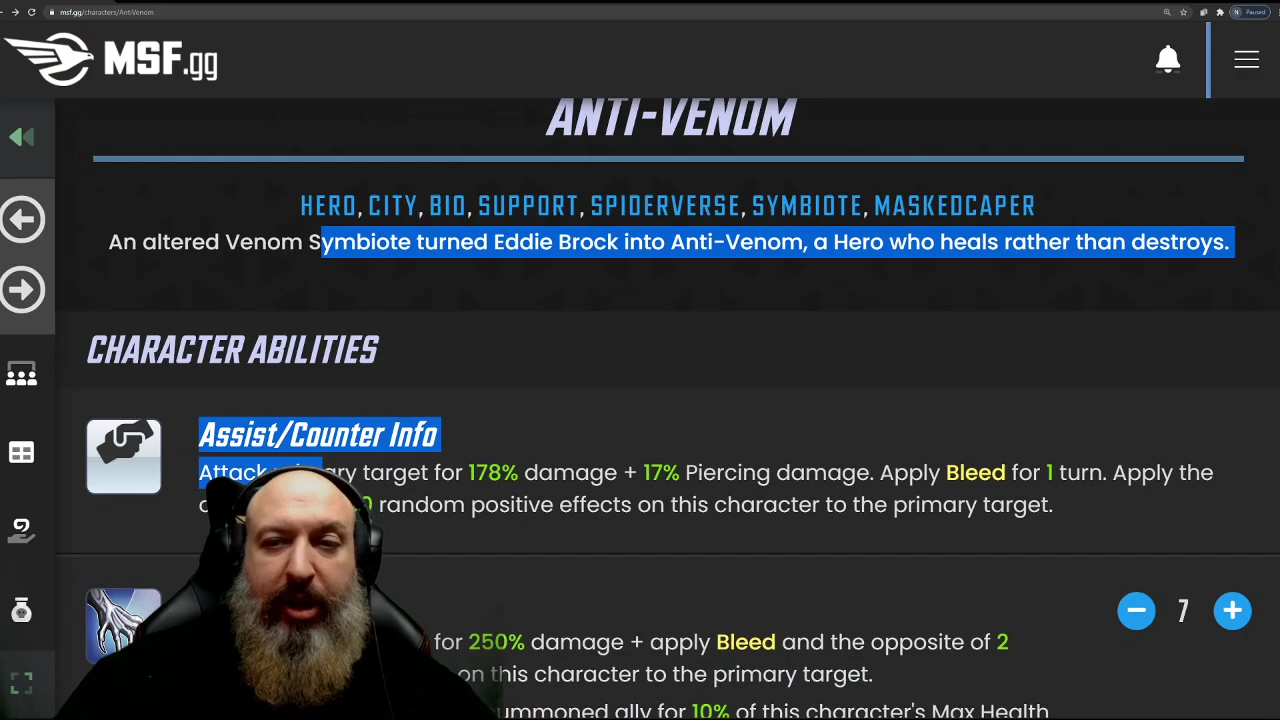 msf.gg/characters/AntiVenom
N Paused
MSF.gg
ANTI-VENOM
HERO, CITY, BIO, SUPPORT, SPIDERVERSE, SYMBIOTE, MASKEDCAPER
An altered Venom Symbiote turned Eddie Brock into Anti-Venom, a Hero who heals rather than destroys.
CHARACTER ABILITIES
Assist/Counter Info
Attack primary target for 178% damage + 17% Piercing damage. Apply Bleed for 1 turn. Apply the
random positive effects on this character to the primary target.
for 250% damage + apply Bleed and the opposite of 2
7
on this character to the primary target.
summoned ally for 10% of this character's Max Health